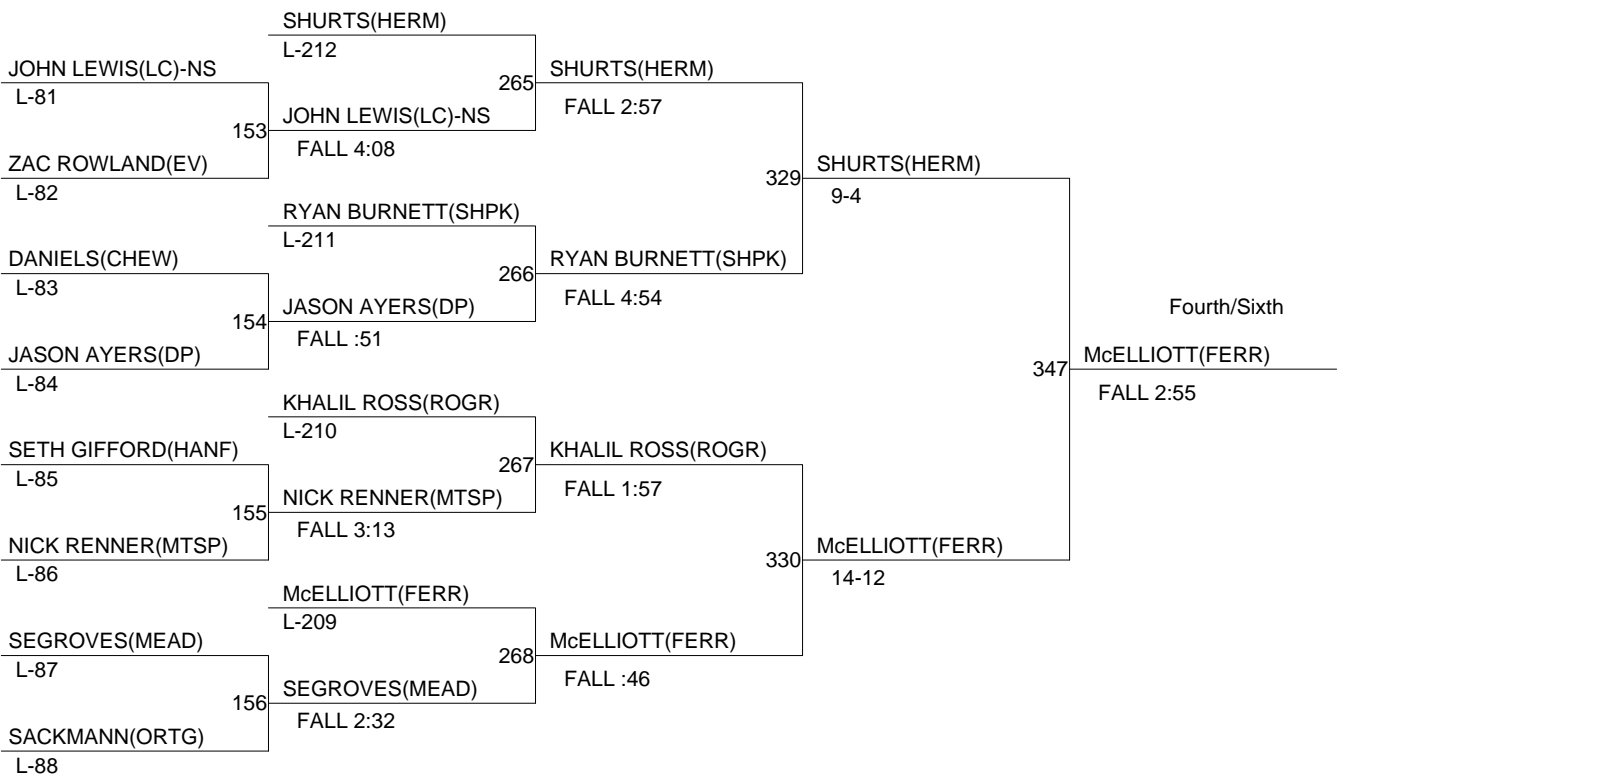 SHURTS(HERM)
L-212
JOHN LEWIS(LC)-NS
265
SHURTS(HERM)
L-81
FALL 2:57
153
JOHN LEWIS(LC)-NS
FALL 4:08
ZAC ROWLAND(EV)
329
SHURTS(HERM)
L-82
9-4
RYAN BURNETT(SHPK)
L-211
DANIELS(CHEW)
266
RYAN BURNETT(SHPK)
L-83
FALL 4:54
154
JASON AYERS(DP)
Fourth/Sixth
FALL :51
JASON AYERS(DP)
347
McELLIOTT(FERR)
L-84
FALL 2:55
KHALIL ROSS(ROGR)
L-210
SETH GIFFORD(HANF)
267
KHALIL ROSS(ROGR)
L-85
FALL 1:57
155
NICK RENNER(MTSP)
FALL 3:13
NICK RENNER(MTSP)
330
McELLIOTT(FERR)
L-86
14-12
McELLIOTT(FERR)
L-209
SEGROVES(MEAD)
268
McELLIOTT(FERR)
L-87
FALL :46
156
SEGROVES(MEAD)
FALL 2:32
SACKMANN(ORTG)
L-88